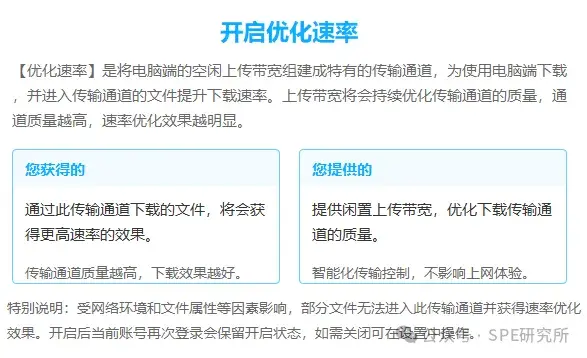 开启优化速率
【优化速率】是将电脑端的空闲上传带宽组建成特有的传输通道，为使用电脑端下载
，并进入传输通道的文件提升下载速率。上传带宽将会持续优化传输通道的质量，通
道质量越高，速率优化效果越明显。
您获得的
通过此传输通道下载的文件，将会获
得更高速率的效果。
传输通道质量越高，下载效果越好。
您提供的
提供闲置上传带宽，优化下载传输通
道的质量。
智能化传输控制，不影响上网体验。
特别说明：受网络环境和文件属性等因素影响，部分文件无法进入此传输通道并获得速率优化
效果。开启后当前账号再次登录会保留开启状态，如需关闭可在设置中操作。
公众号 · SPE研究所